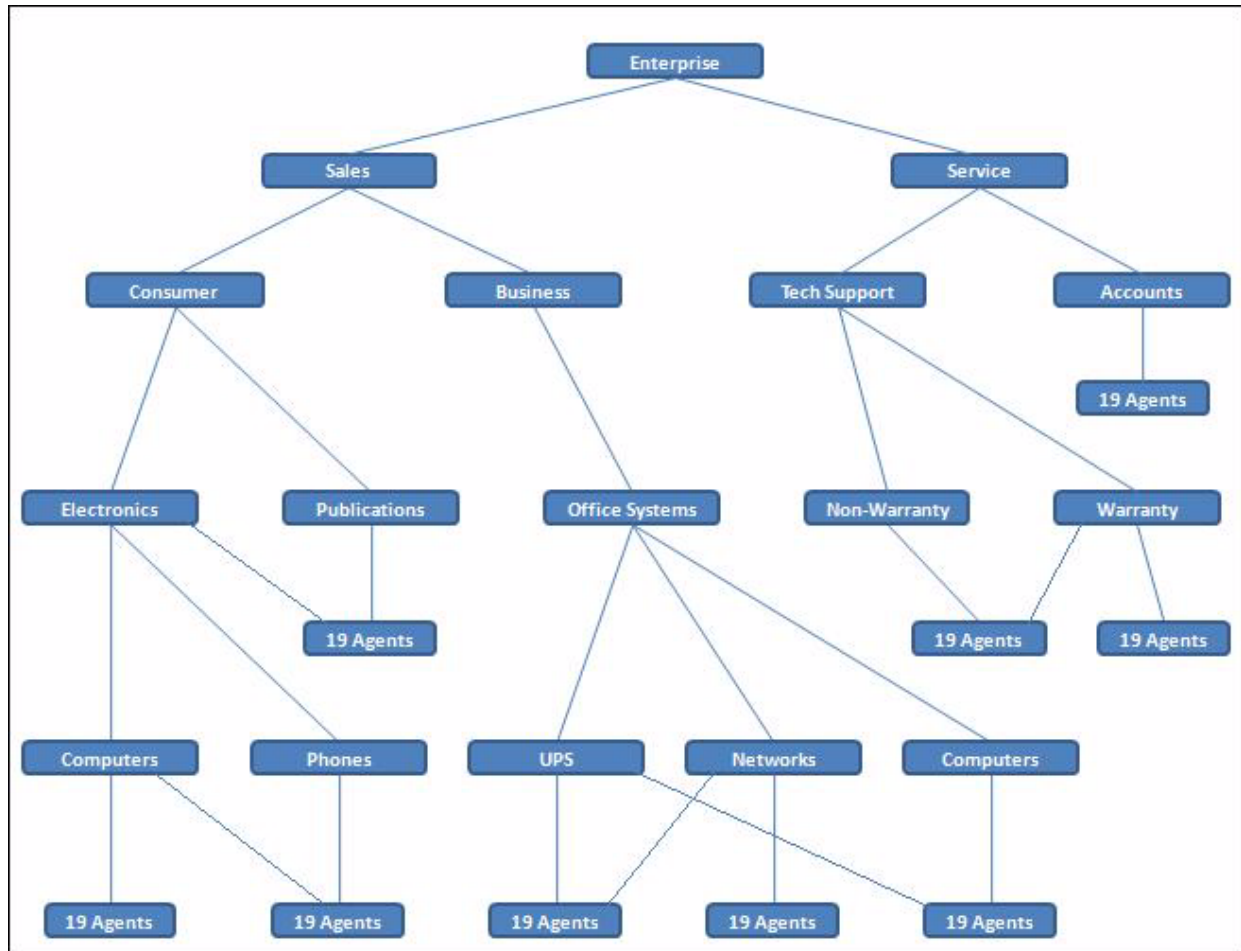 Enterprise
Sales
Service
Consumer
Business
Tech Support
Accounts
19 Agents
Electronics
Publications
Office Systems
Non-Warranty
Warranty
19 Agents
19 Agents
19 Agents
Computers
Phones
UPS
Networks
Computers
19 Agents
19 Agents
19 Agents
19 Agents
19 Agents